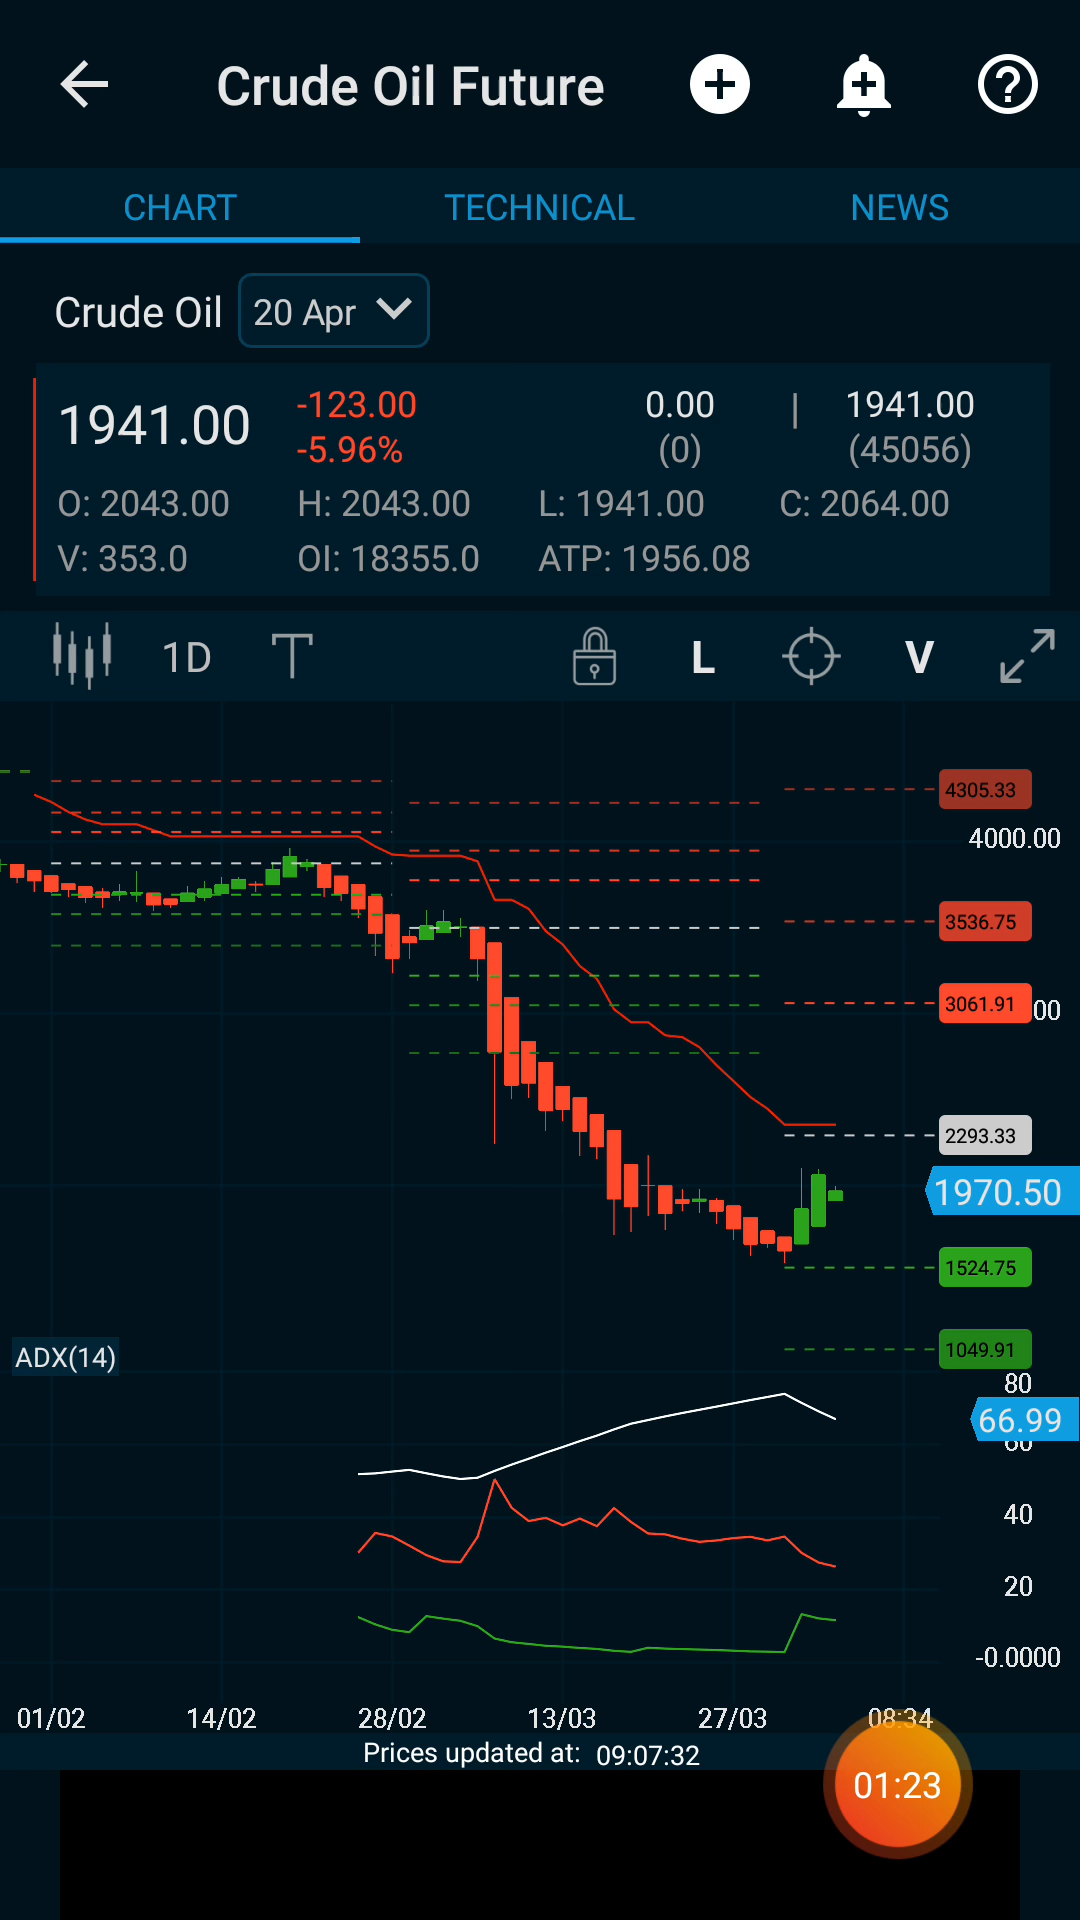 Crude Oil Future
CHART TECHNICAL NEWS
Crude Oil 20 Apr
1941.00 -123.00 0.00 | 1941.00
-5.96% (0) (45056)
O: 2043.00 H: 2043.00 L: 1941.00 C: 2064.00
V: 353.0 OI: 18355.0 ATP: 1956.08
1D T L V
4305.33
4000.00
3536.75
3061.91 00
2293.33
1970.50
1524.75
1049.91
ADX(14)
80
66.99
60
40
20
-0.0000
01/02 14/02 28/02 13/03 27/03 08:34
Prices updated at: 09:07:32
01:23